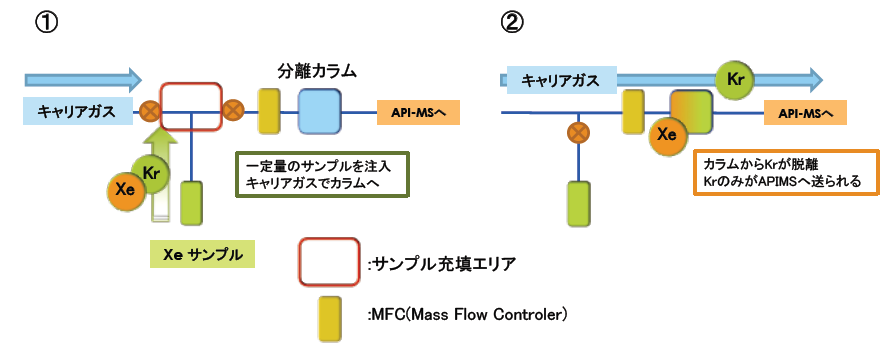 ①
分離カラム
キャリアガス
API-MSへ
Kr
Xe
一定量のサンプルを注入
キャリアガスでカラムへ
Xe サンプル
:サンプル充填エリア
:MFC(Mass Flow Controler)
②
キャリアガス
Kr
API-MSへ
Xe
カラムからKrが脱離
KrのみがAPIMSへ送られる